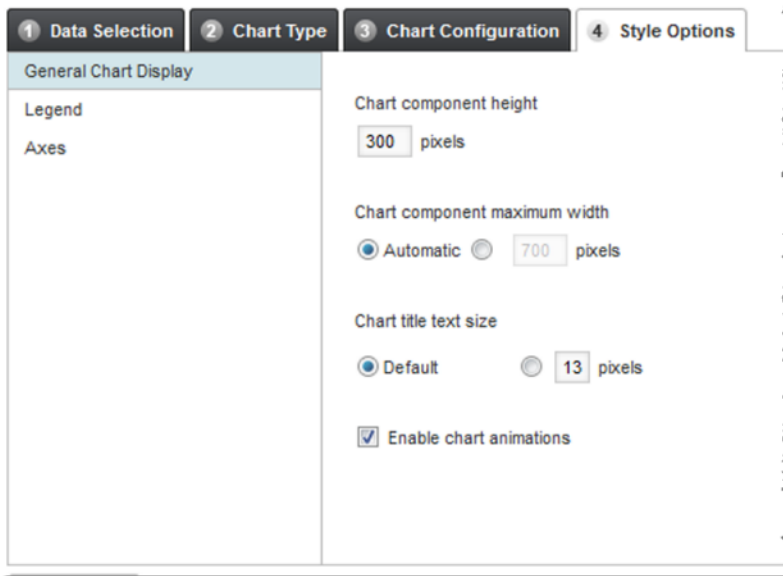 1 Data Selection 2 Chart Type 3 Chart Configuration 4 Style Options
General Chart Display
Legend
Axes
Chart component height
300 pixels
Chart component maximum width
Automatic 700 pixels
Chart title text size
Default 13 pixels
Enable chart animations